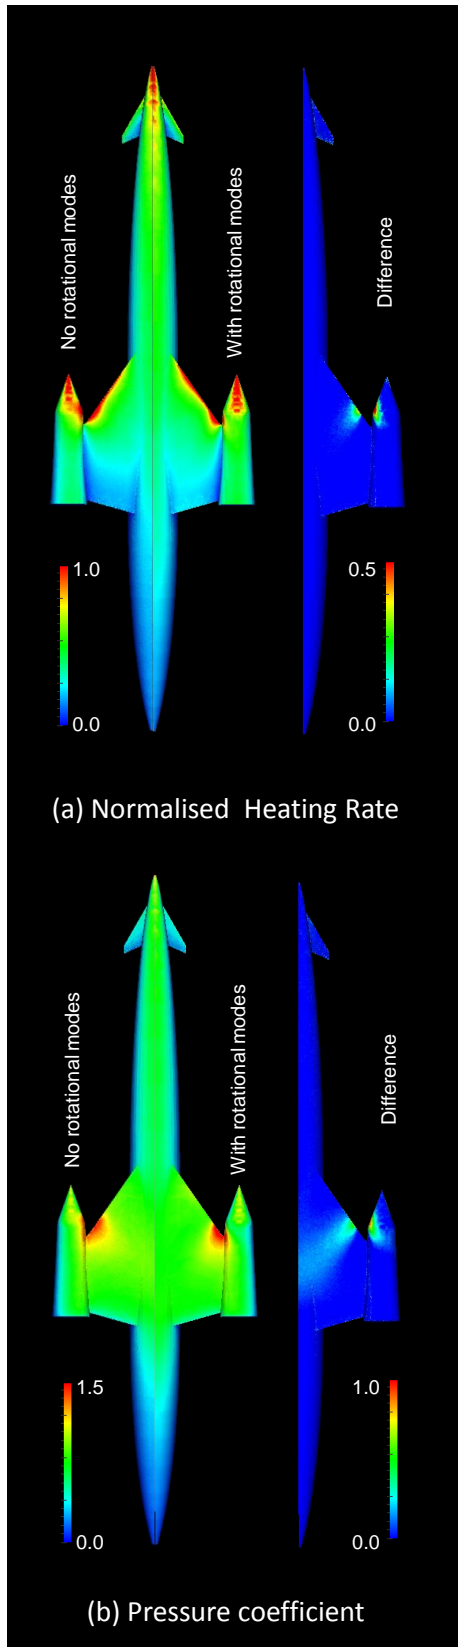 No rotational modes
With rotational modes
Difference
1.0
0.0
0.5
0.0
(a) Normalised  Heating Rate
No rotational modes
With rotational modes
Difference
1.5
0.0
1.0
0.0
(b) Pressure coefficient